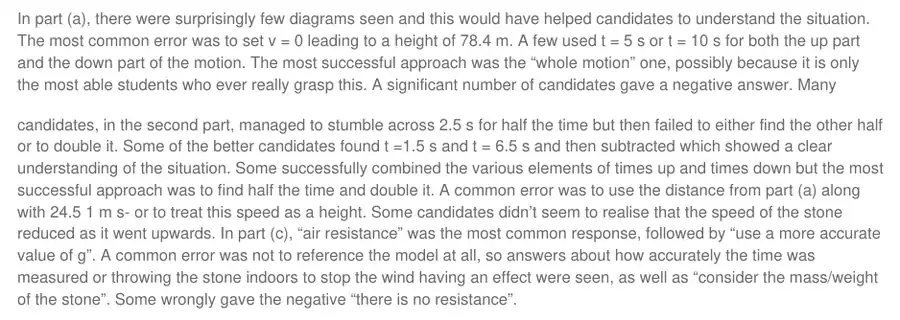 In part (a), there were surprisingly few diagrams seen and this would have helped candidates to understand the situation.
The most common error was to set v = 0 leading to a height of 78.4 m. A few used t = 5 s or t = 10 s for both the up part
and the down part of the motion. The most successful approach was the “whole motion” one, possibly because it is only
the most able students who ever really grasp this. A significant number of candidates gave a negative answer. Many
candidates, in the second part, managed to stumble across 2.5 s for half the time but then failed to either find the other half
or to double it. Some of the better candidates found t =1.5 s and t = 6.5 s and then subtracted which showed a clear
understanding of the situation. Some successfully combined the various elements of times up and times down but the most
successful approach was to find half the time and double it. A common error was to use the distance from part (a) along
with 24.5 1 m s- or to treat this speed as a height. Some candidates didn’t seem to realise that the speed of the stone
reduced as it went upwards. In part (c), “air resistance” was the most common response, followed by “use a more accurate
value of g”. A common error was not to reference the model at all, so answers about how accurately the time was
measured or throwing the stone indoors to stop the wind having an effect were seen, as well as “consider the mass/weight
of the stone”. Some wrongly gave the negative “there is no resistance”.